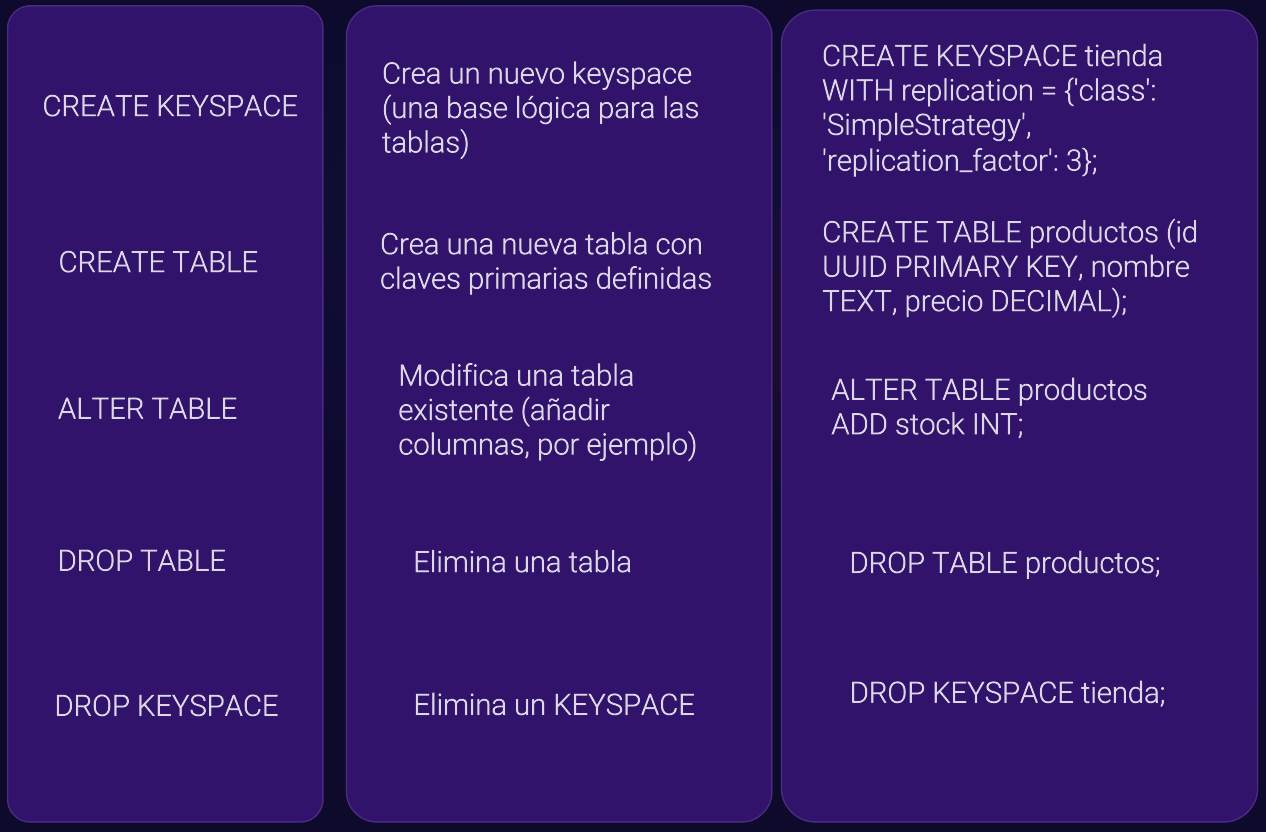 CREATE KEYSPACE
Crea un nuevo keyspace
(una base lógica para las
tablas)
CREATE KEYSPACE tienda
WITH replication = {'class':
'SimpleStrategy',
'replication_factor': 3};
CREATE TABLE
Crea una nueva tabla con
claves primarias definidas
CREATE TABLE productos (id
UUID PRIMARY KEY, nombre
TEXT, precio DECIMAL);
ALTER TABLE
Modifica una tabla
existente (añadir
columnas, por ejemplo)
ALTER TABLE productos
ADD stock INT;
DROP TABLE
Elimina una tabla
DROP TABLE productos;
DROP KEYSPACE
Elimina un KEYSPACE
DROP KEYSPACE tienda;